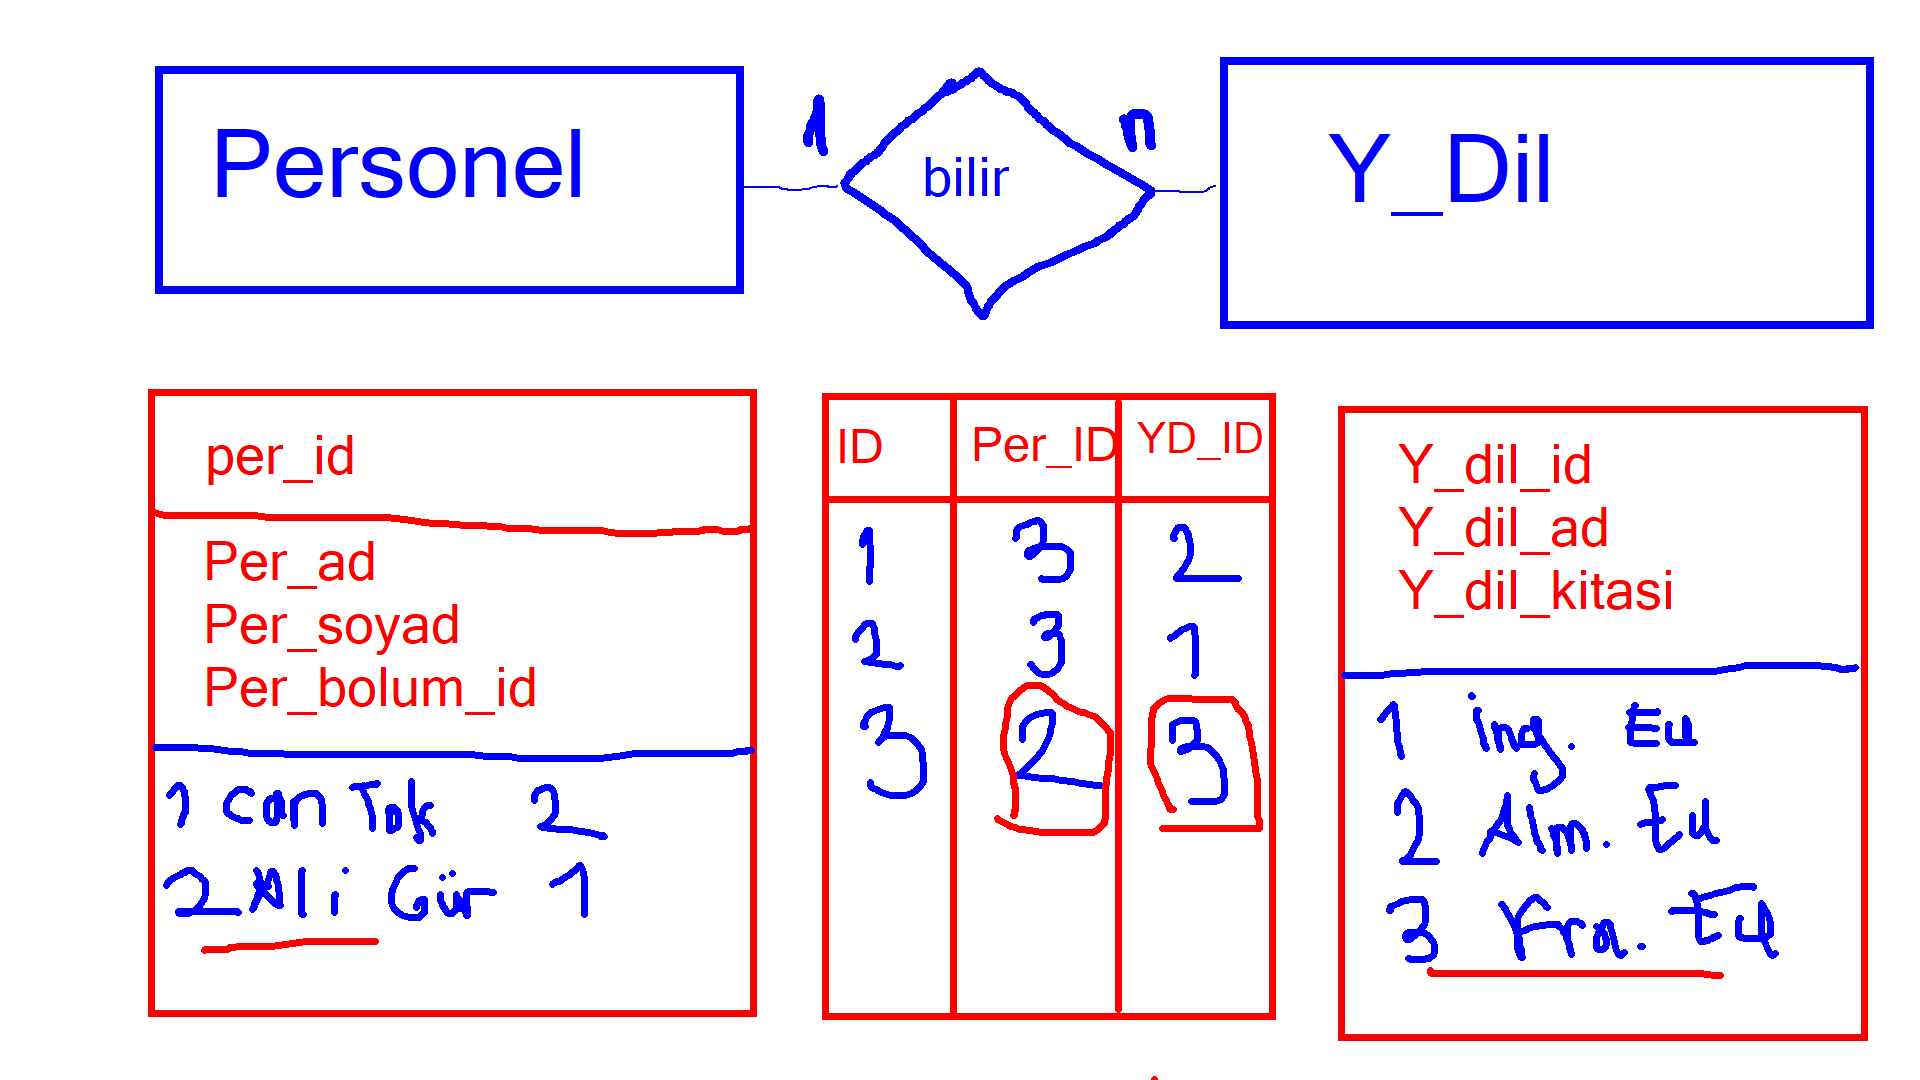 Personel
1
bilir
n
Y_Dil
per_id
Per_ad
Per_soyad
Per_bolum_id
1 Can Tok 2
2 Ali Gür 1
ID Per_ID YD_ID
1 3 2
2 3 1
3 2 3
Y_dil_id
Y_dil_ad
Y_dil_kitasi
1 ing. Eu
2 Alm. Eu
3 Fra. Eu